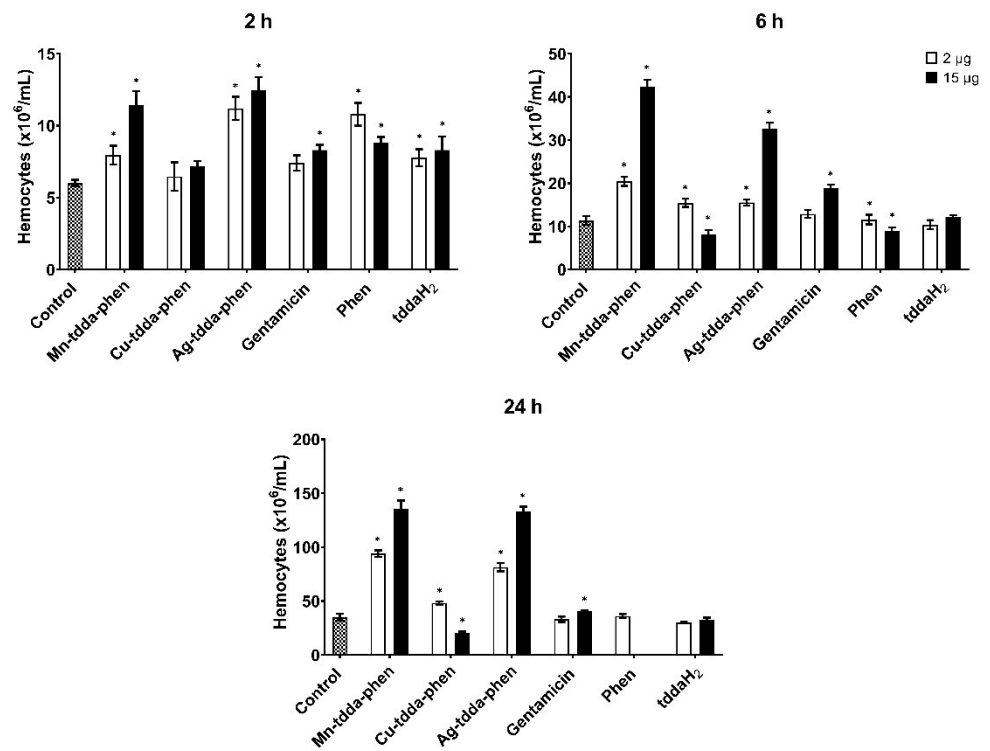 2 h
Hemocytes (x10⁶/mL)
15
10
5
0
* * * * * * * * *
Control
Mn-tdda-phen
Cu-tdda-phen
Ag-tdda-phen
Gentamicin
Phen
tddaH₂
6 h
2 µg
15 µg
Hemocytes (x10⁶/mL)
50
40
30
20
10
0
* * * * * * * * *
Control
Mn-tdda-phen
Cu-tdda-phen
Ag-tdda-phen
Gentamicin
Phen
tddaH₂
24 h
Hemocytes (x10⁶/mL)
200
150
100
50
0
* * * * * * *
Control
Mn-tdda-phen
Cu-tdda-phen
Ag-tdda-phen
Gentamicin
Phen
tddaH₂